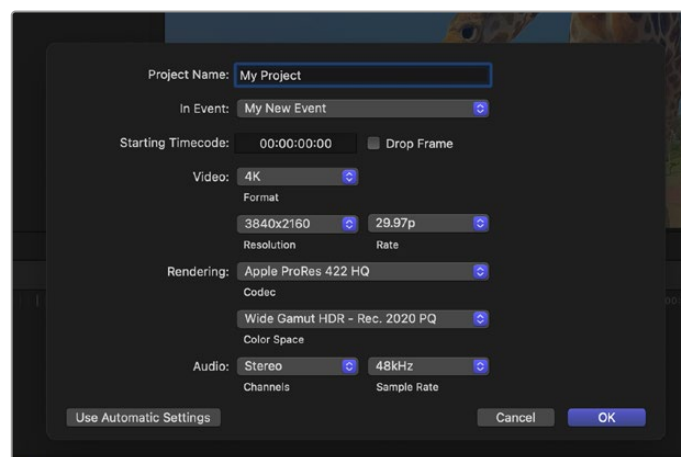 Project Name: My Project
In Event: My New Event
Starting Timecode: 00:00:00:00 Drop Frame
Video: 4K
Format
3840x2160 29.97p
Resolution Rate
Rendering: Apple ProRes 422 HQ
Codec
Wide Gamut HDR - Rec. 2020 PQ
Color Space
Audio: Stereo 48kHz
Channels Sample Rate
Use Automatic Settings Cancel OK